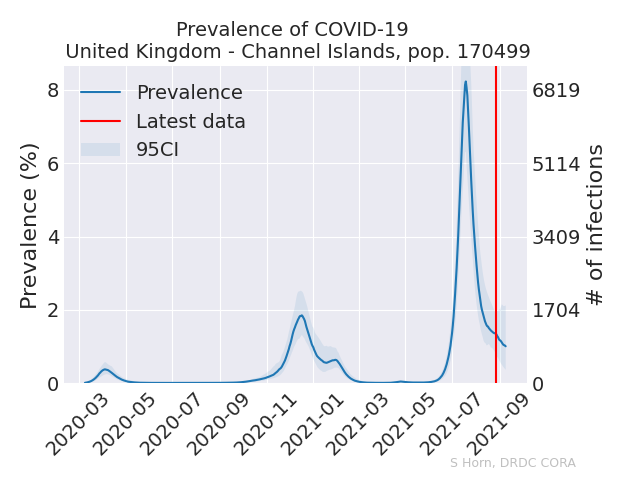 Prevalence of COVID-19
United Kingdom - Channel Islands, pop. 170499
Prevalence
Latest data
95CI
Prevalence (%)
8
6
4
2
0
6819
5114
3409
1704
0
# of infections
2020-03
2020-05
2020-07
2020-09
2020-11
2021-01
2021-03
2021-05
2021-07
2021-09
S Horn, DRDC CORA